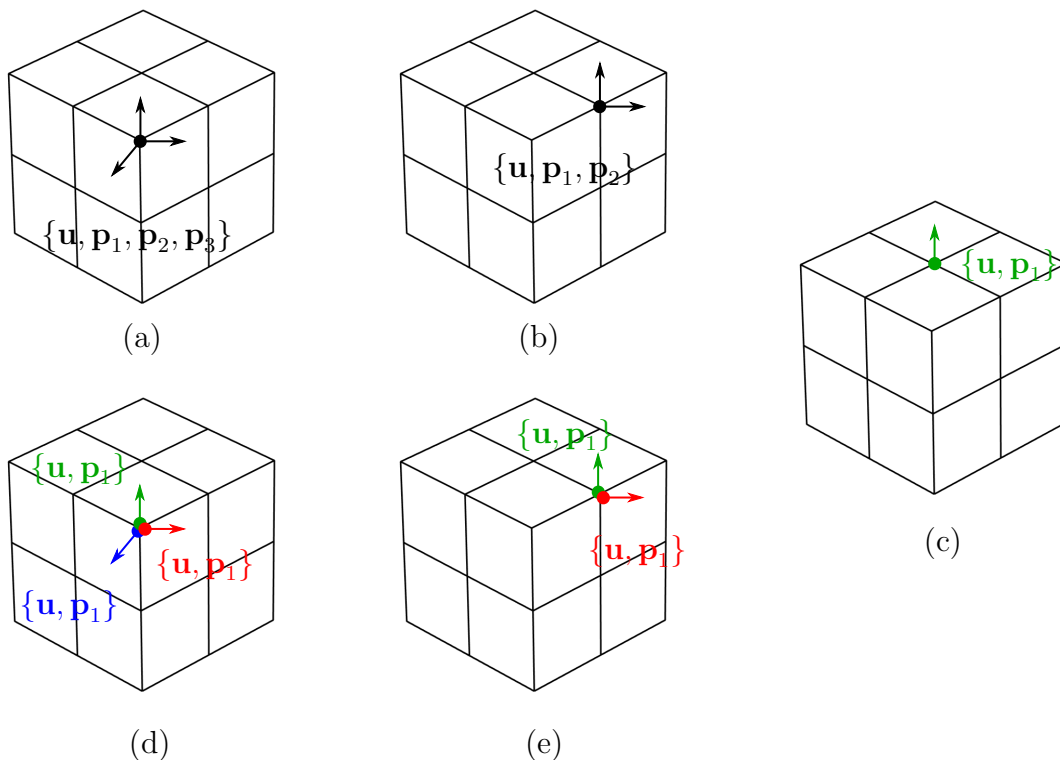 {u, p₁, p₂, p₃}
(a)
{u, p₁, p₂}
(b)
{u, p₁}
(c)
{u, p₁}
{u, p₁}
{u, p₁}
(d)
{u, p₁}
{u, p₁}
(e)